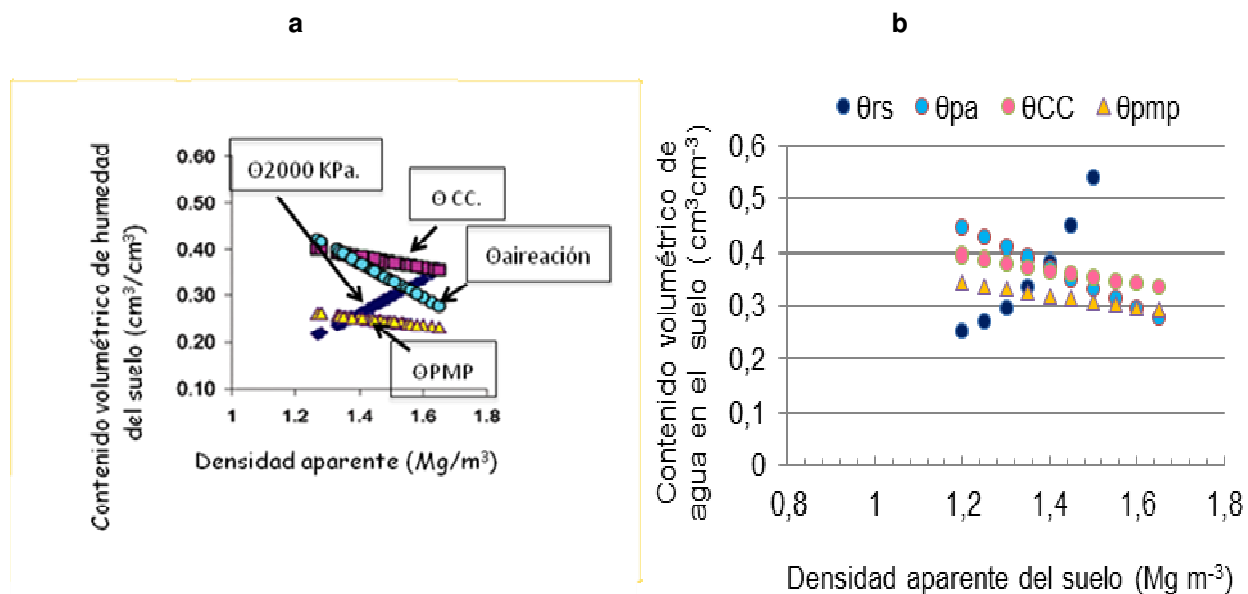 a
b
Contenido volumétrico de humedad
del suelo (cm³/cm³)
0.60
0.50
0.40
0.30
0.20
0.10
1
1.2
1.4
1.6
1.8
Θ2000 KPa.
Θ CC.
Θaireación
ΘPMP
Densidad aparente (Mg/m³)
θrs θpa θCC θpmp
Contenido volumétrico de
agua en el suelo (cm³cm⁻³)
0,6
0,5
0,4
0,3
0,2
0,1
0
0,8
1
1,2
1,4
1,6
1,8
Densidad aparente del suelo (Mg m⁻³)